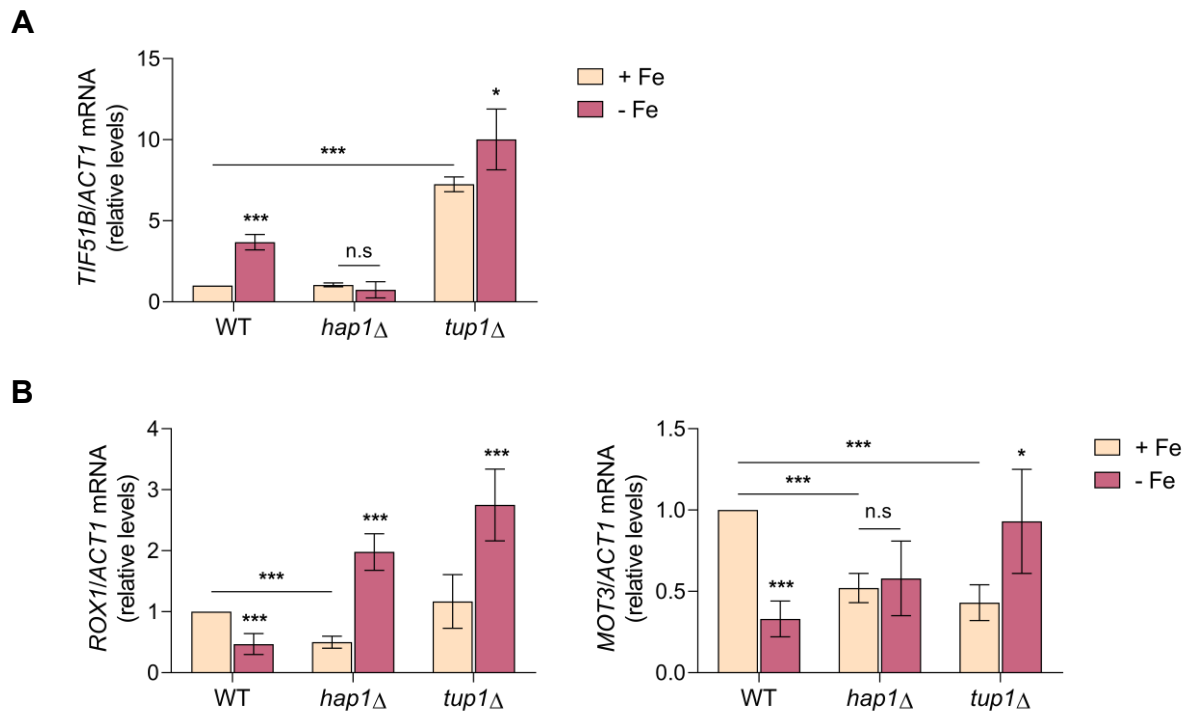 A
TIF51B/ACT1 mRNA
(relative levels)
15
10
5
0
***
***
n.s
*
WT
hap1Δ
tup1Δ
+ Fe
- Fe
B
ROX1/ACT1 mRNA
(relative levels)
4
3
2
1
0
***
***
***
***
WT
hap1Δ
tup1Δ
MOT3/ACT1 mRNA
(relative levels)
1.5
1.0
0.5
0.0
***
***
***
n.s
*
WT
hap1Δ
tup1Δ
+ Fe
- Fe